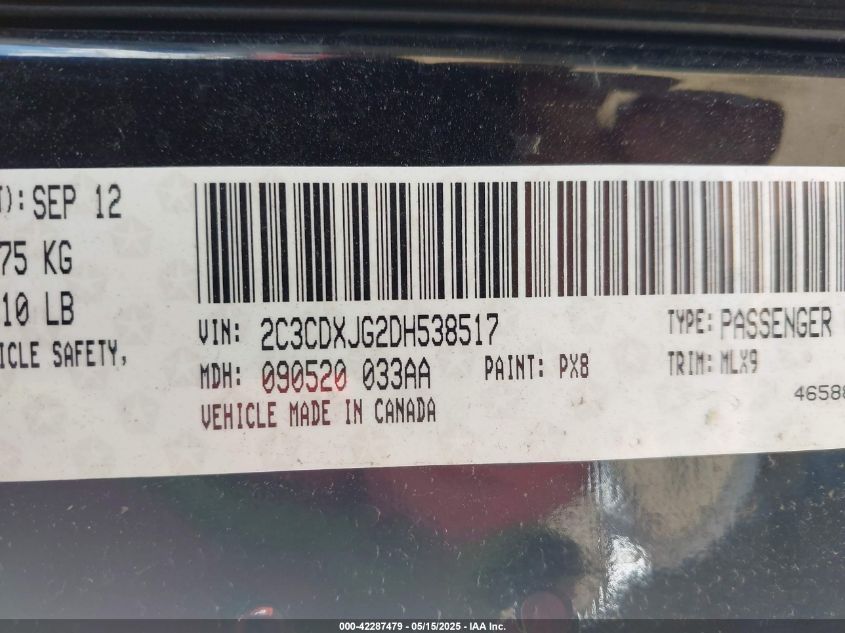 T): SEP 12
75 KG
10 LB
ICLE SAFETY,
VIN: 2C3CDXJG2DH538517
TYPE: PASSENGER
MDH: 090520 033AA
PAINT: PX8
TRIM: MLX9
VEHICLE MADE IN CANADA
4658
000-42287479 - 05/15/2025 - IAA Inc.